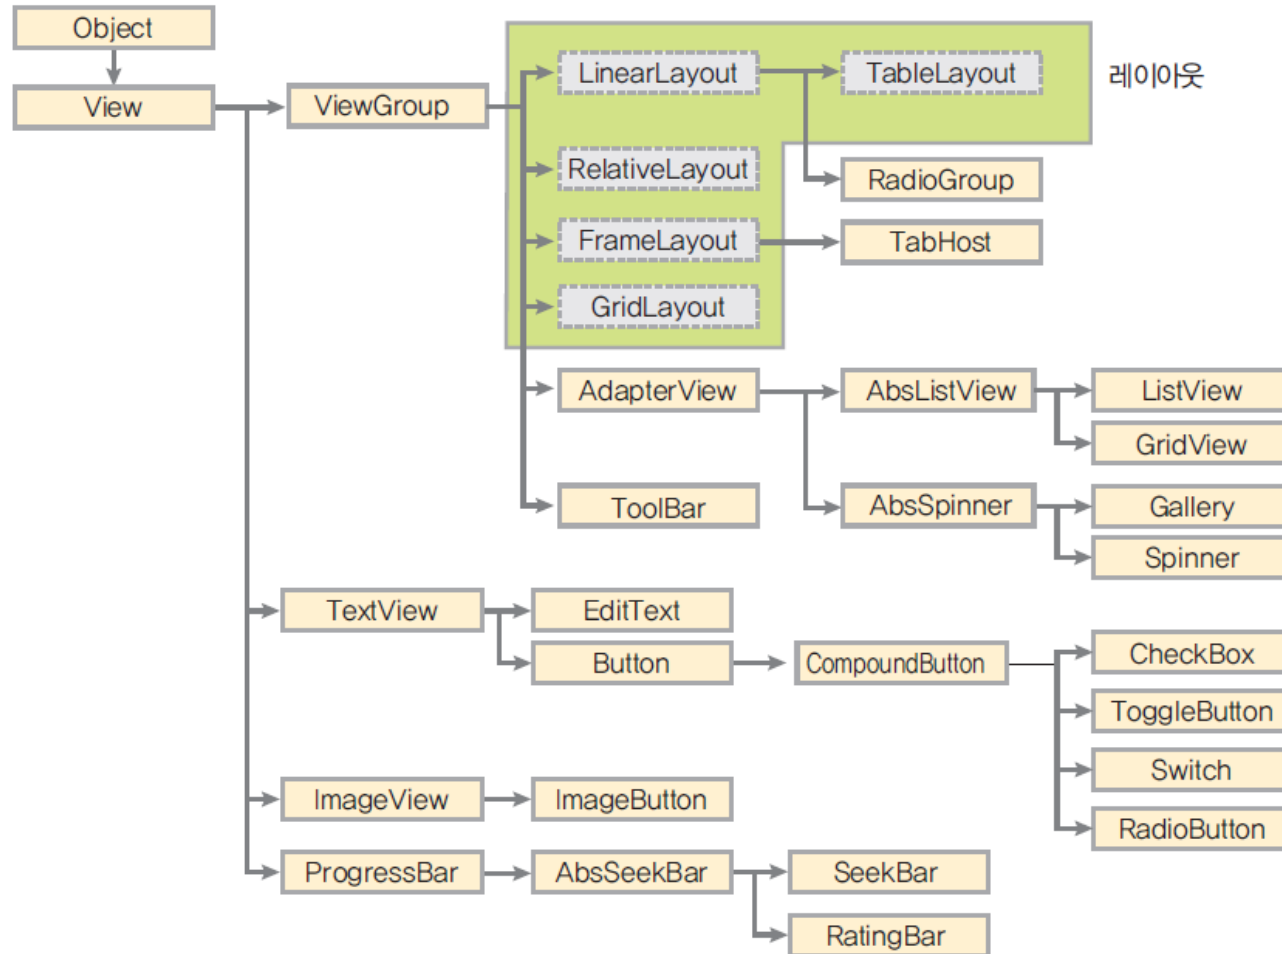 Object
View
ViewGroup
LinearLayout
TableLayout
레이아웃
RelativeLayout
RadioGroup
FrameLayout
TabHost
GridLayout
AdapterView
AbsListView
ListView
GridView
ToolBar
AbsSpinner
Gallery
Spinner
TextView
EditText
Button
CompoundButton
CheckBox
ToggleButton
Switch
RadioButton
ImageView
ImageButton
ProgressBar
AbsSeekBar
SeekBar
RatingBar